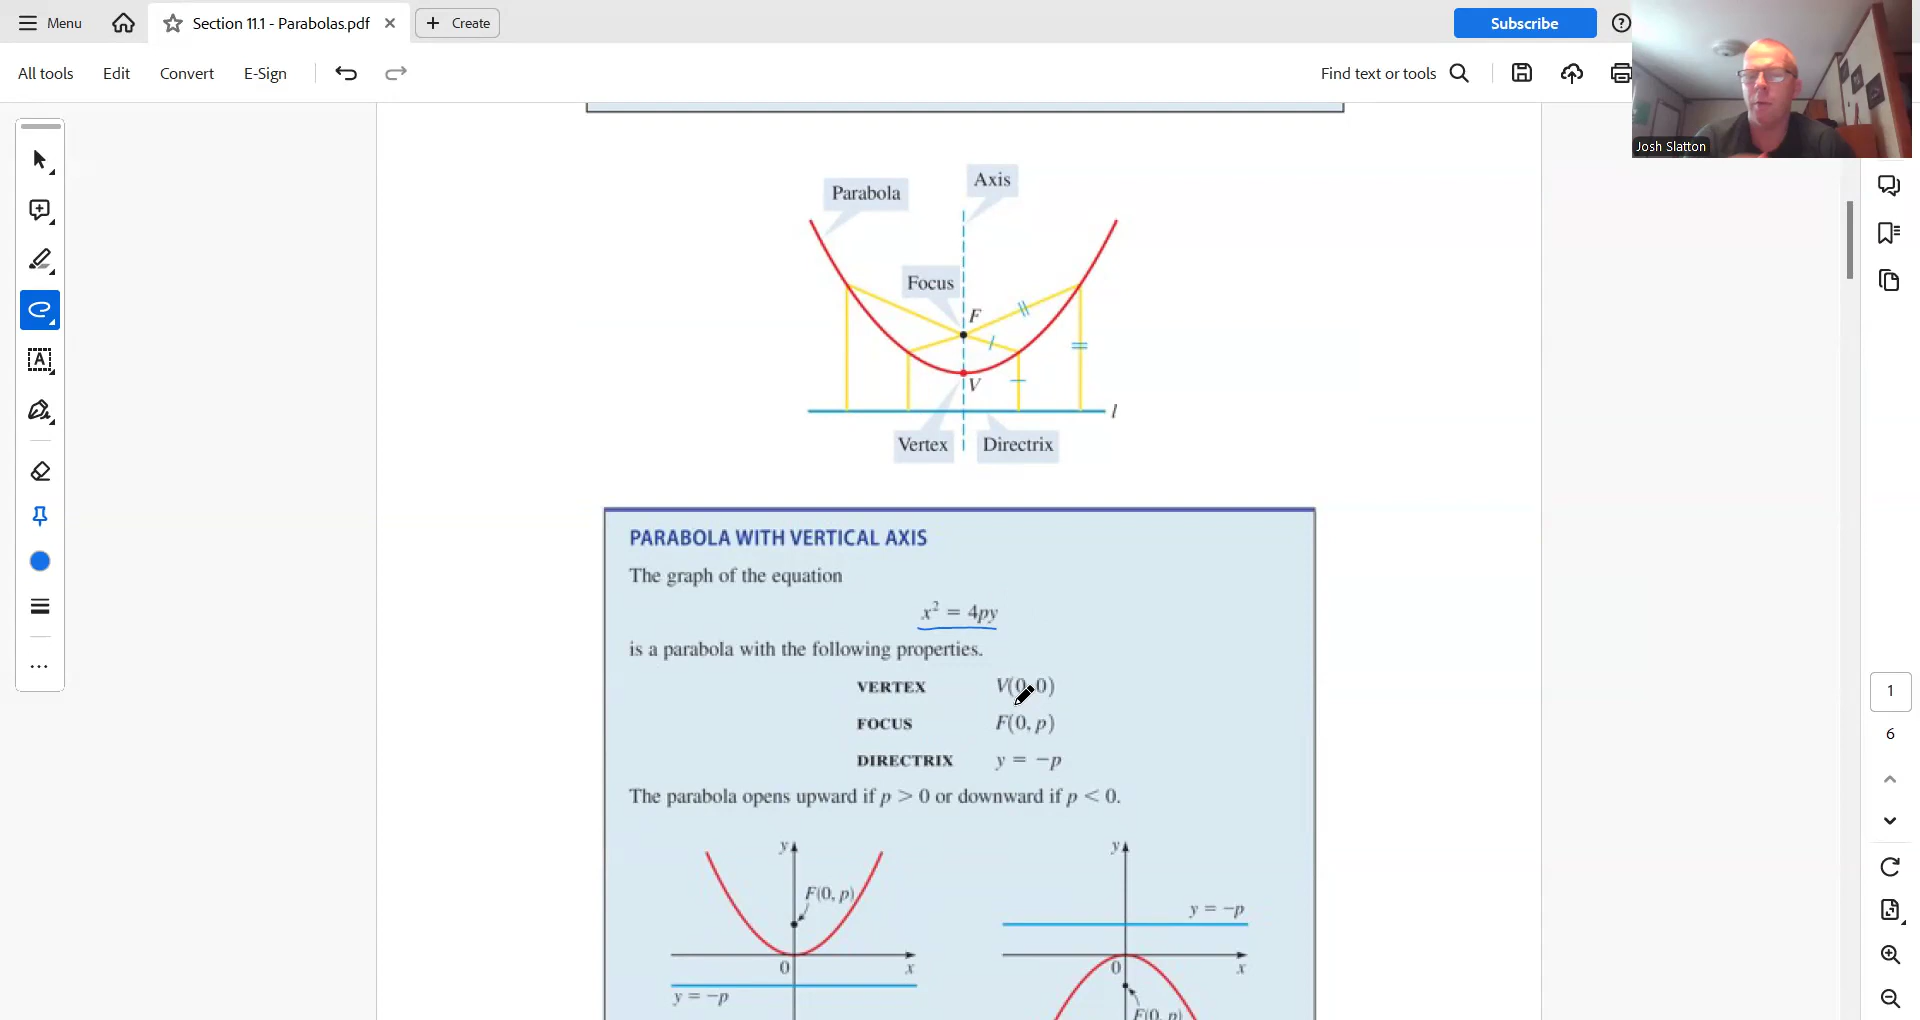 Menu
Section 11.1 - Parabolas.pdf
Create
Subscribe
All tools
Edit
Convert
E-Sign
Find text or tools
Josh Slatton
Parabola
Axis
Focus
F
V
l
Vertex
Directrix
PARABOLA WITH VERTICAL AXIS
The graph of the equation
x² = 4py
is a parabola with the following properties.
VERTEX V(0, 0)
FOCUS F(0, p)
DIRECTRIX y = −p
The parabola opens upward if p > 0 or downward if p < 0.
y
F(0, p)
0
x
y = −p
y
y = −p
0
x
F(0, p)
1
6